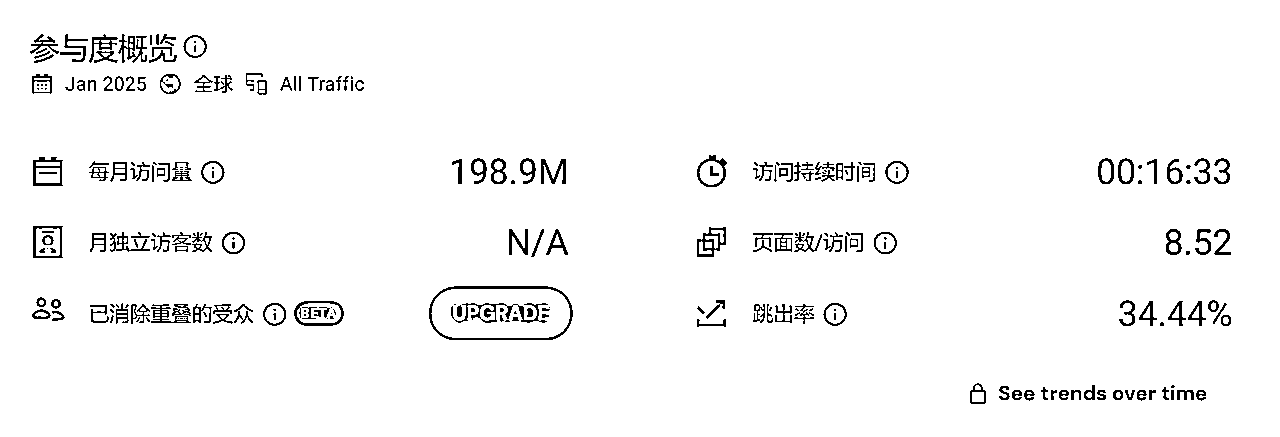 参与度概览
Jan 2025 全球 All Traffic
每月访问量 198.9M
访问持续时间 00:16:33
月独立访客数 N/A
页面数/访问 8.52
已消除重叠的受众 BETA UPGRADE
跳出率 34.44%
See trends over time